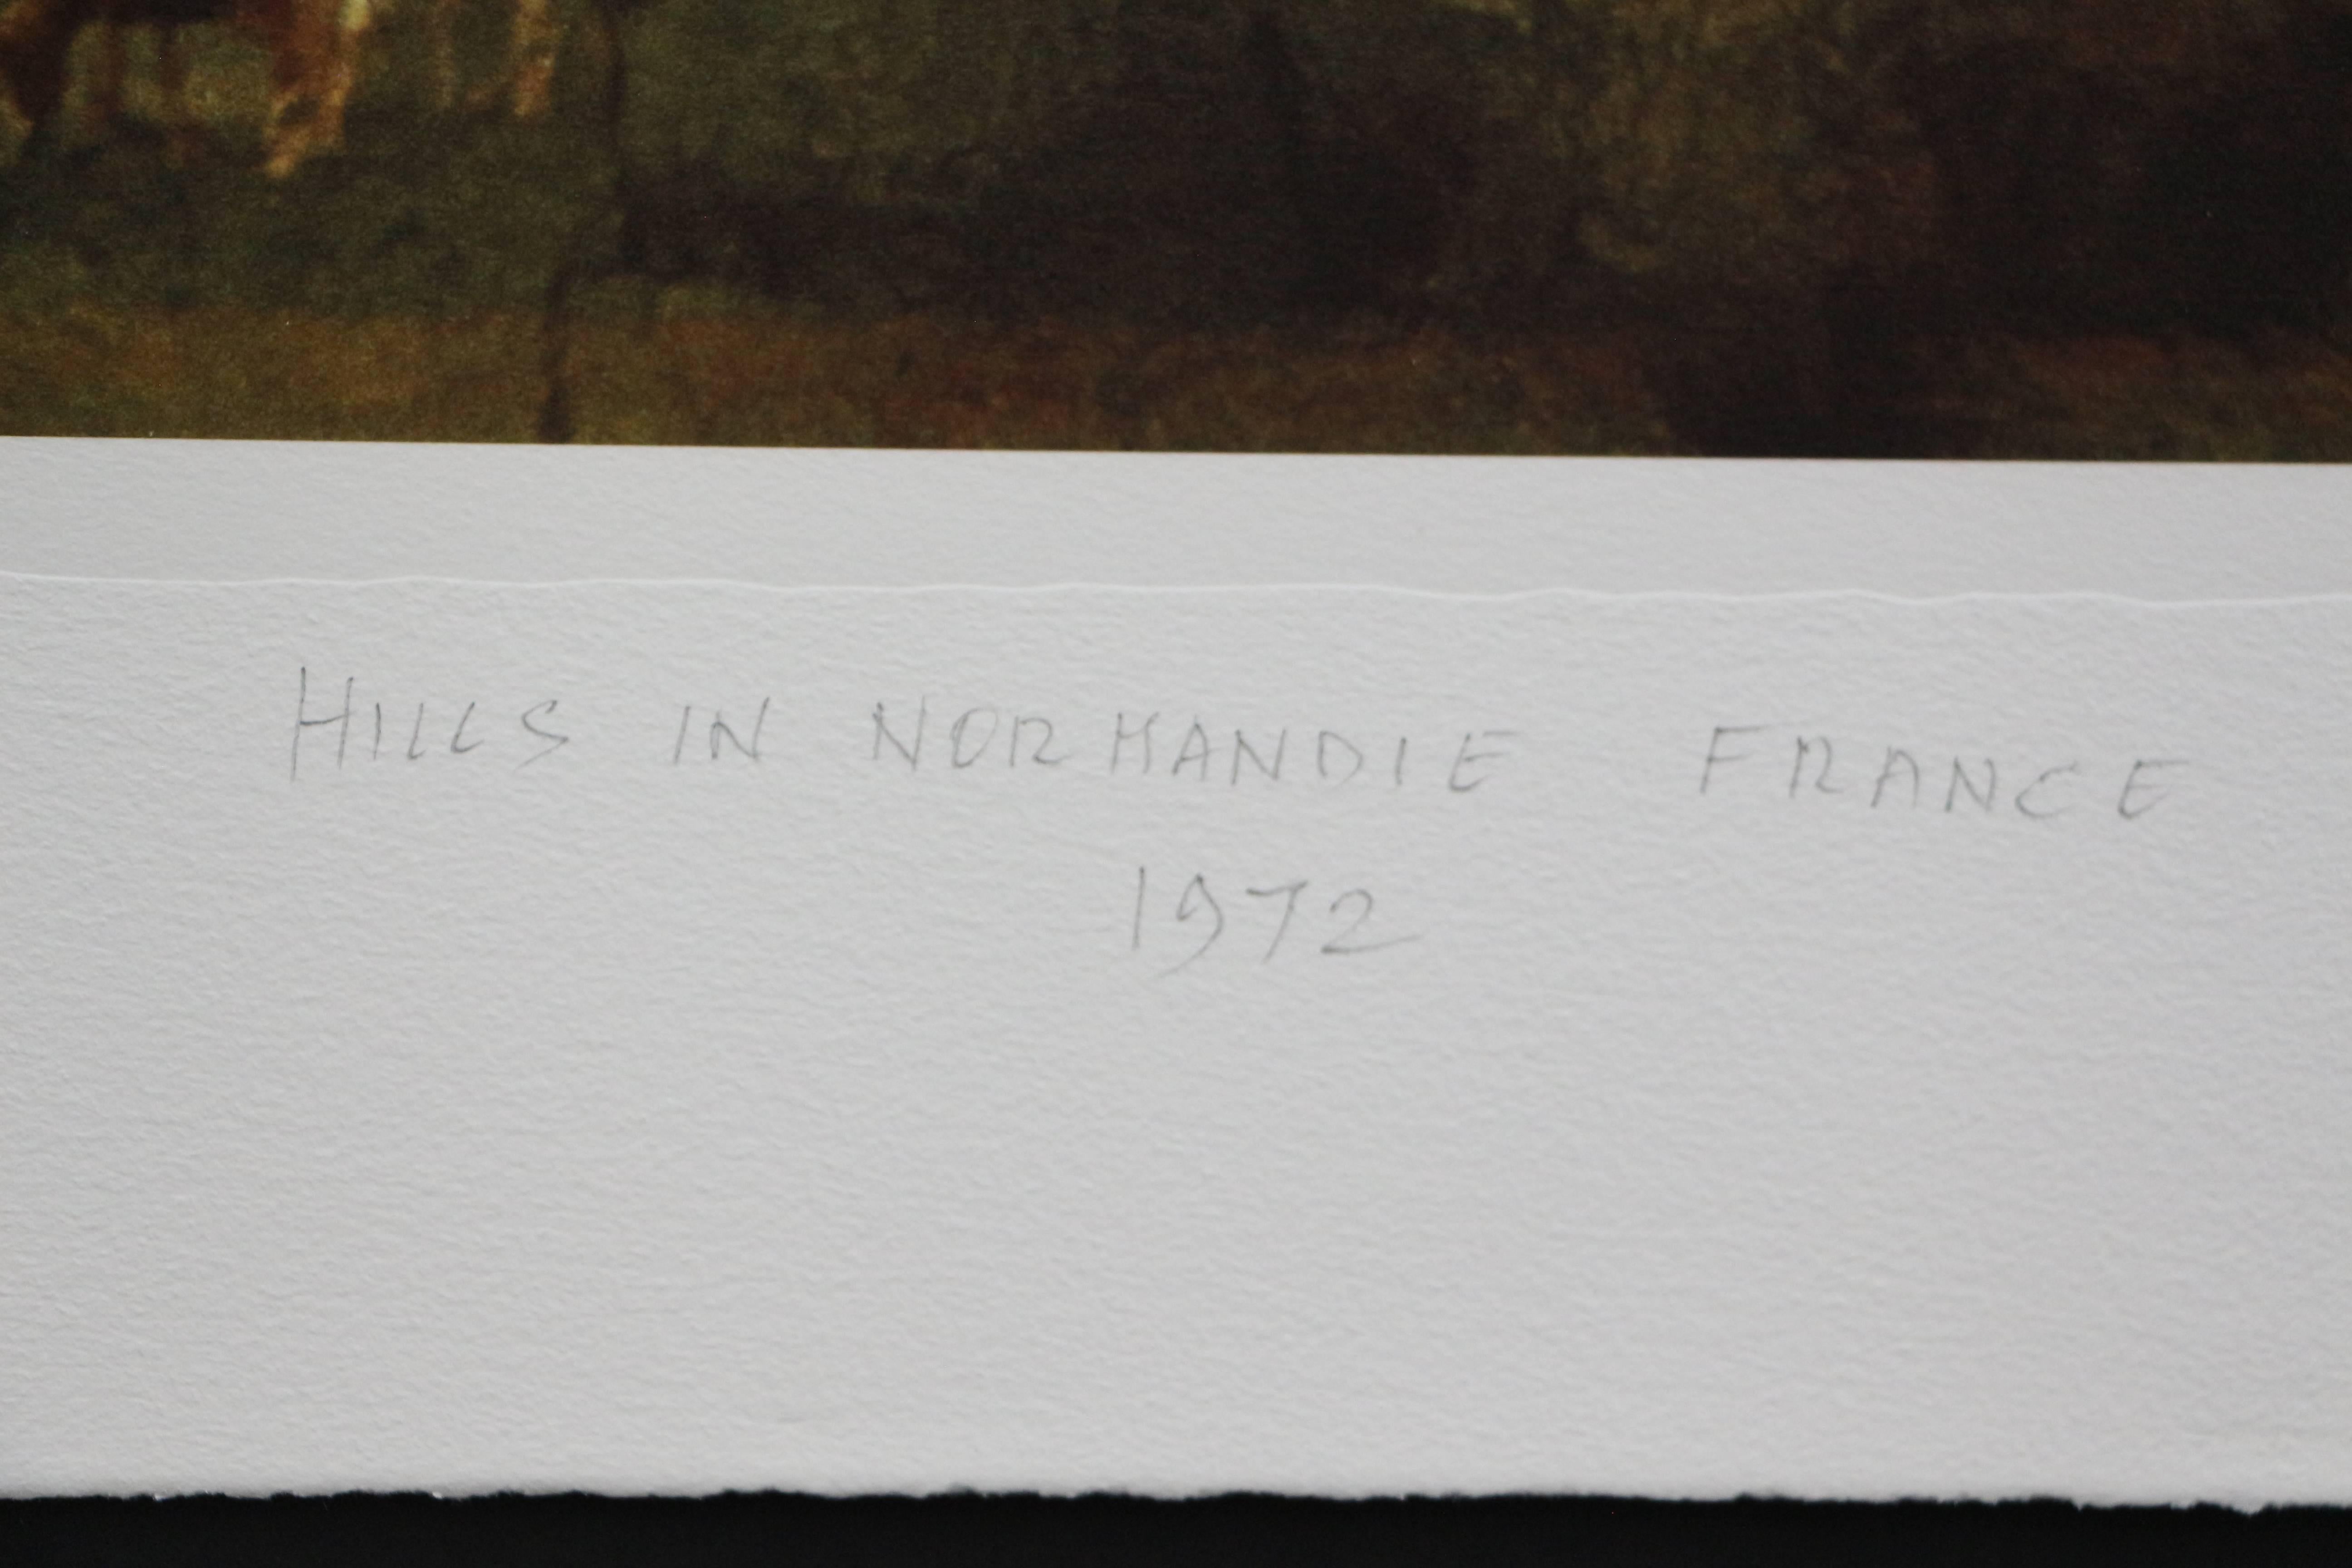 HILLS IN NORMANDIE FRANCE
1972